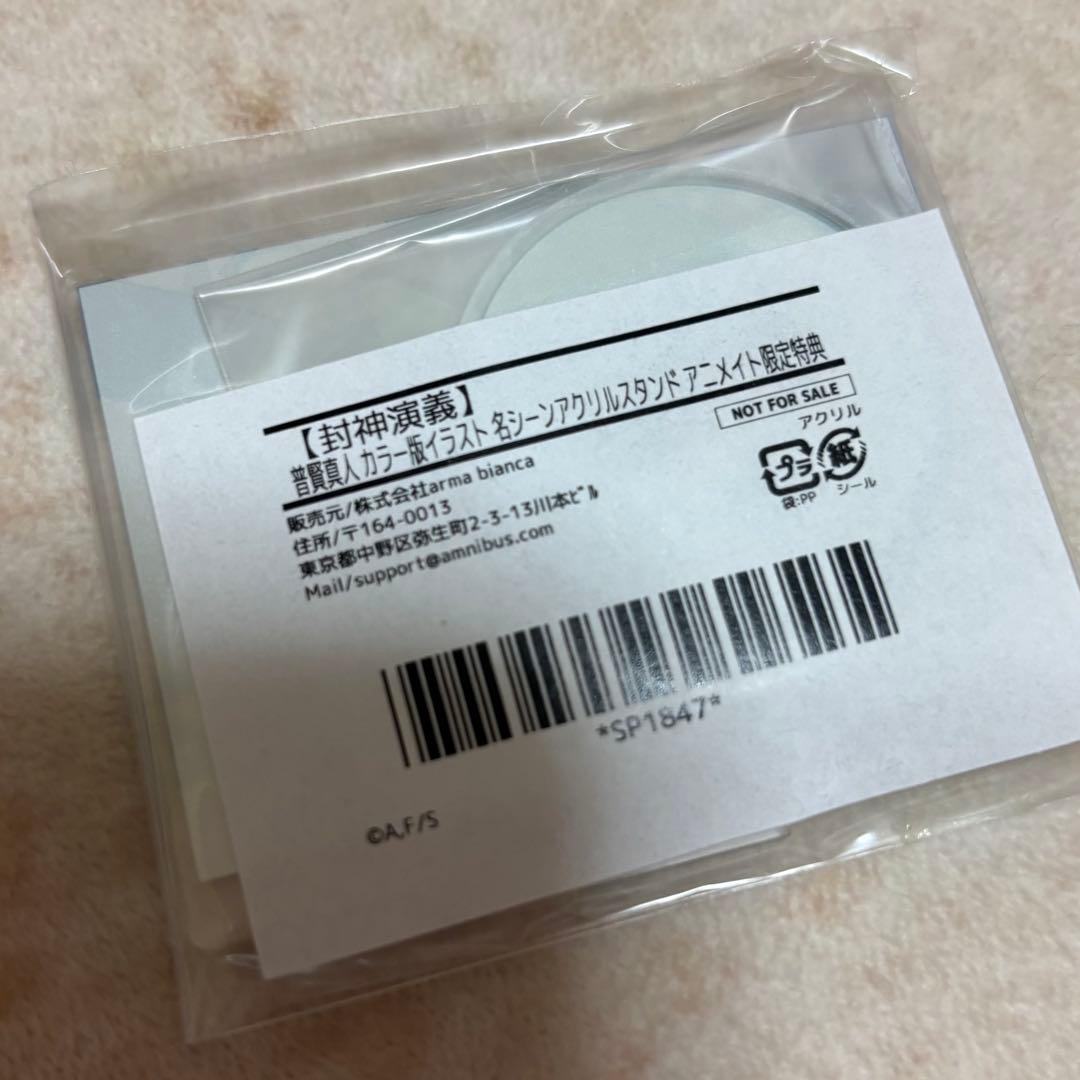 【封神演義】
普賢真人 カラー版イラスト 名シーンアクリルスタンド アニメイト限定特典
NOT FOR SALE
アクリル
販売元/株式会社arma bianca
住所/〒164-0013
東京都中野区弥生町2-3-13川本ビル
Mail/support@amnibus.com
プラ
紙
袋:PP
シール
*SP1847*
©A,F/S